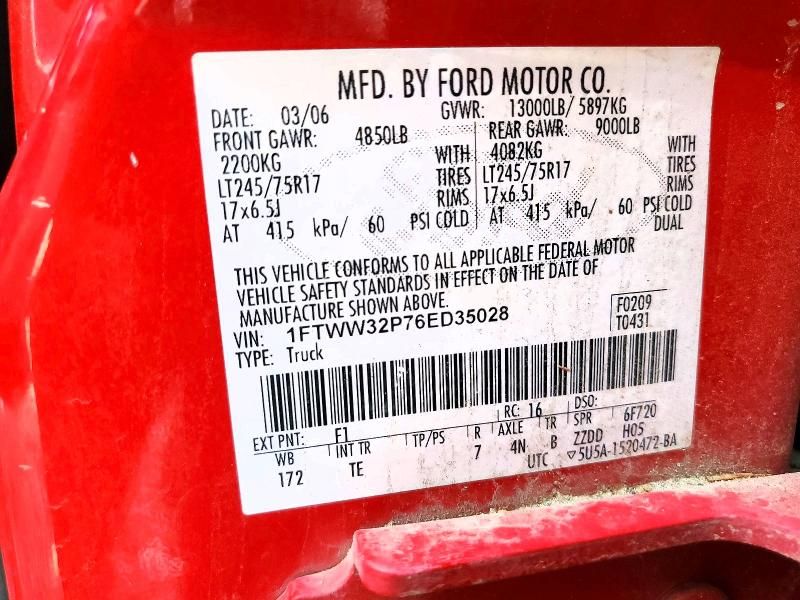 MFD. BY FORD MOTOR CO.
DATE: 03/06 GVWR: 13000LB/ 5897KG
FRONT GAWR: 4850LB REAR GAWR: 9000LB
2200KG WITH 4082KG WITH
LT245/75R17 TIRES LT245/75R17 TIRES
17x6.5J RIMS 17x6.5J RIMS
AT 415 kPa/ 60 PSI COLD AT 415 kPa/ 60 PSI COLD
DUAL
THIS VEHICLE CONFORMS TO ALL APPLICABLE FEDERAL MOTOR
VEHICLE SAFETY STANDARDS IN EFFECT ON THE DATE OF
MANUFACTURE SHOWN ABOVE.
VIN: 1FTWW32P76ED35028 F0209
TYPE: Truck T0431
RC: 16 DSO:
EXT PNT: F1 6F720
WB INT TR TP/PS R AXLE TR SPR H05
172 TE 7 4N B ZZDD
UTC ▽5U5A-1520472-BA